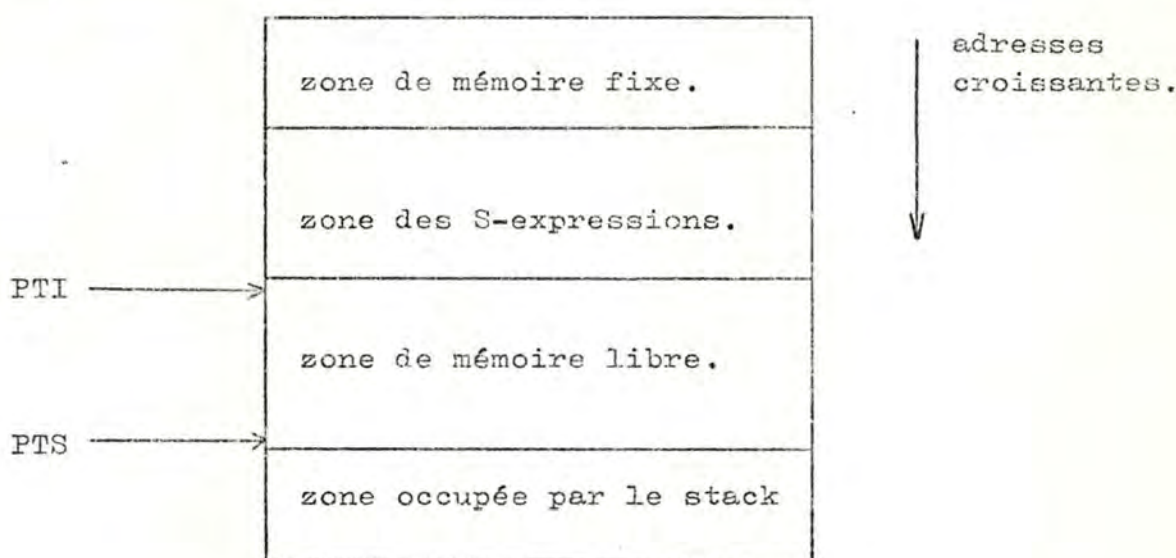 zone de mémoire fixe.
adresses
croissantes.
zone des S-expressions.
PTI
zone de mémoire libre.
PTS
zone occupée par le stack